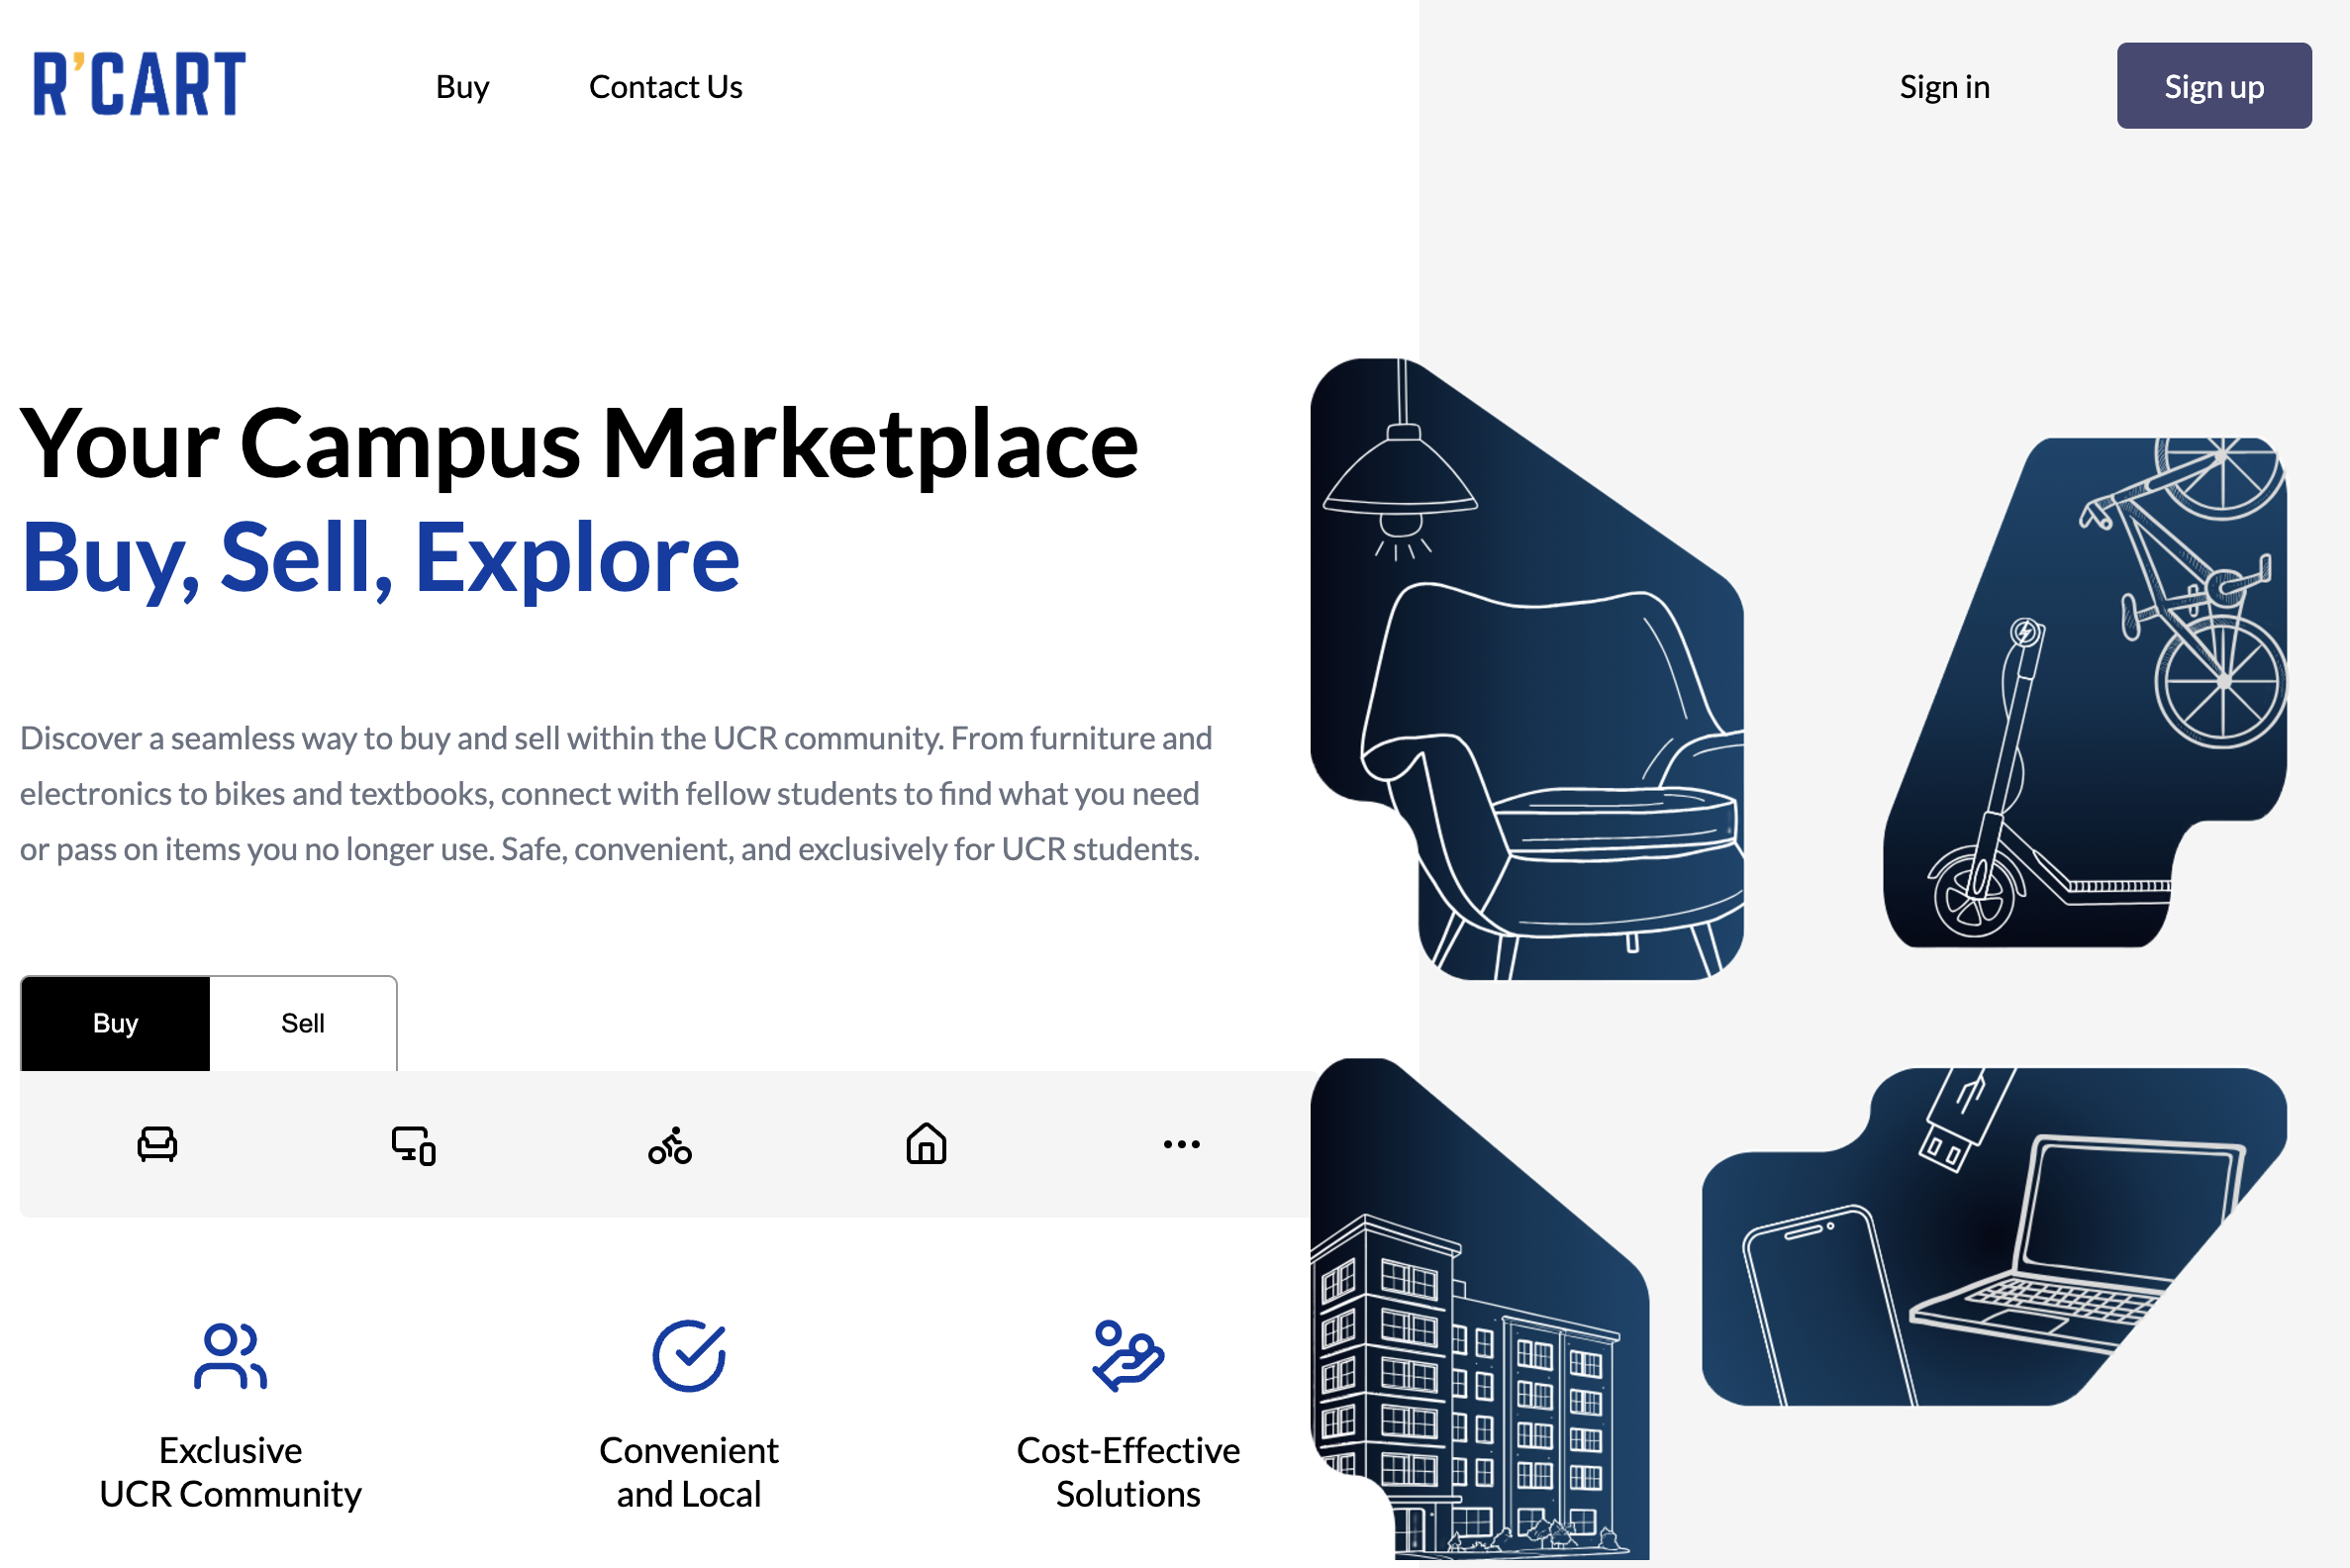 R'CART
Buy
Contact Us
Sign in
Sign up
Your Campus Marketplace
Buy, Sell, Explore
Discover a seamless way to buy and sell within the UCR community. From furniture and
electronics to bikes and textbooks, connect with fellow students to find what you need
or pass on items you no longer use. Safe, convenient, and exclusively for UCR students.
Buy
Sell
Exclusive
UCR Community
Convenient
and Local
Cost-Effective
Solutions